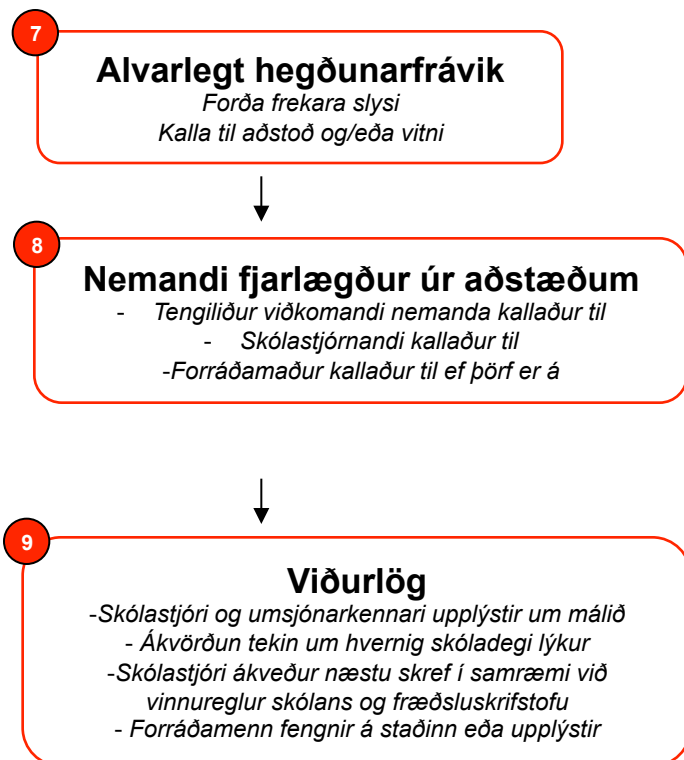 7
Alvarlegt hegðunarfrávik
Forða frekara slysi
Kalla til aðstoð og/eða vitni
8
Nemandi fjarlægður úr aðstæðum
- Tengiliður viðkomandi nemanda kallaður til
- Skólastjórnandi kallaður til
-Forráðamaður kallaður til ef þörf er á
9
Viðurlög
-Skólastjóri og umsjónarkennari upplýstir um málið
- Ákvörðun tekin um hvernig skóladegi lýkur
-Skólastjóri ákveður næstu skref í samræmi við
vinnureglur skólans og fræðsluskrifstofu
- Forráðamenn fengnir á staðinn eða upplýstir